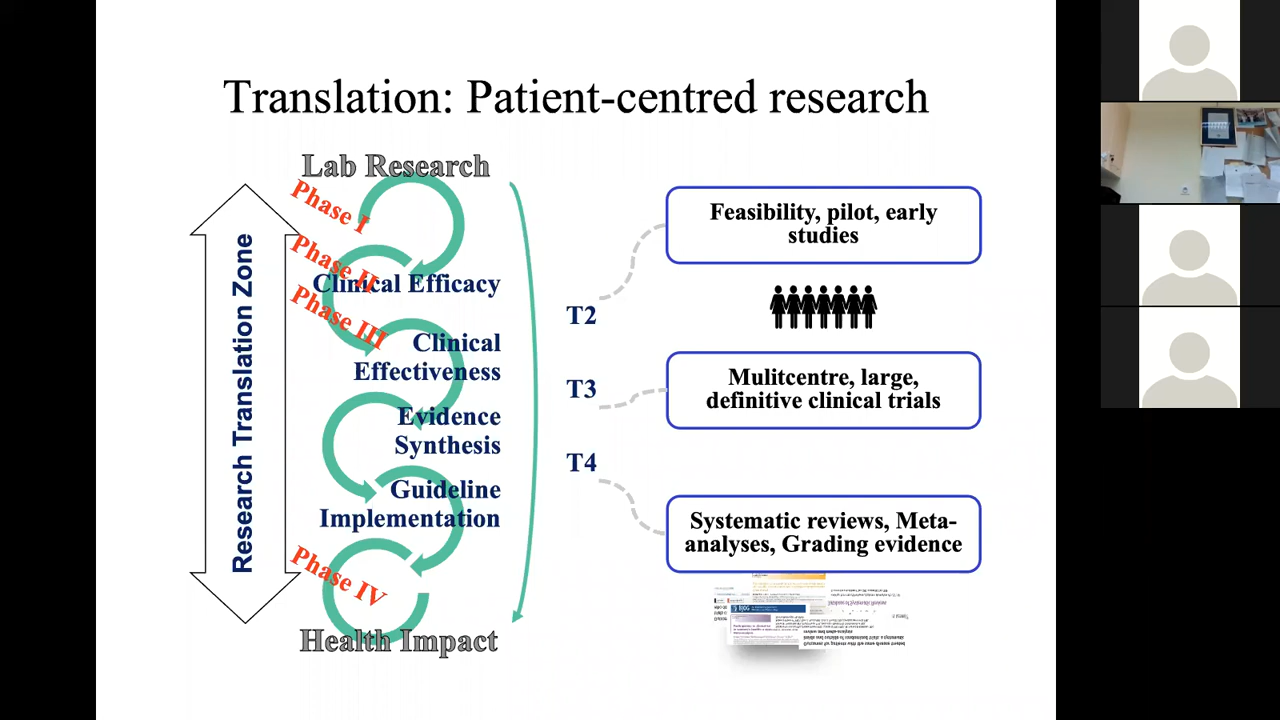 Translation: Patient-centred research
Lab Research
Phase I
Phase II
Clinical Efficacy
Phase III
Clinical
Effectiveness
Evidence
Synthesis
Guideline
Implementation
Phase IV
Health Impact
Research Translation Zone
T2
T3
T4
Feasibility, pilot, early
studies
Mulitcentre, large,
definitive clinical trials
Systematic reviews, Meta-
analyses, Grading evidence
BJOG